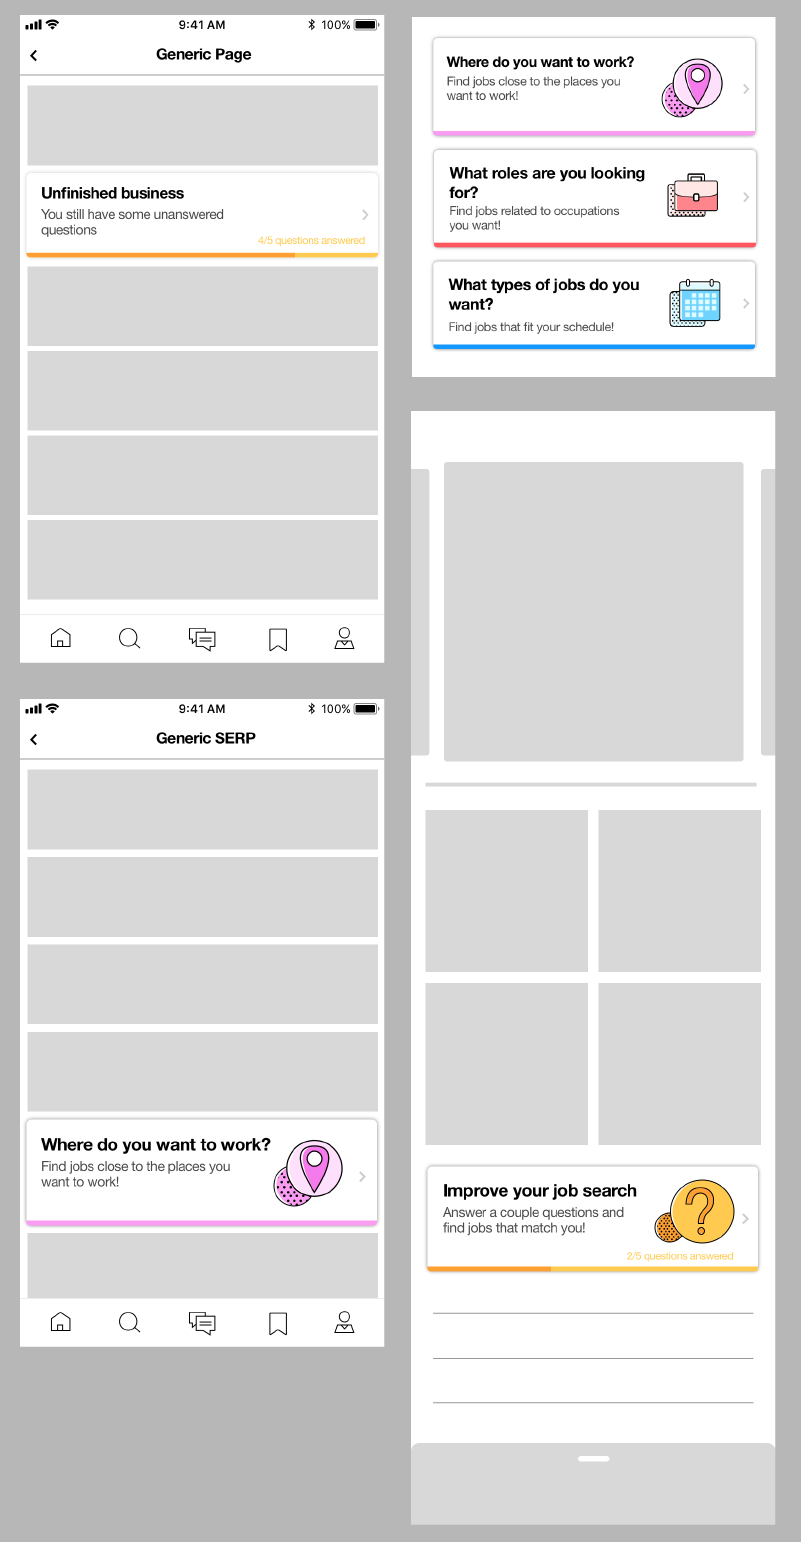 9:41 AM
100%
Generic Page
Unfinished business
You still have some unanswered
questions
4/5 questions answered
9:41 AM
100%
Generic SERP
Where do you want to work?
Find jobs close to the places you
want to work!
Where do you want to work?
Find jobs close to the places you
want to work!
What roles are you looking
for?
Find jobs related to occupations
you want!
What types of jobs do you
want?
Find jobs that fit your schedule!
Improve your job search
Answer a couple questions and
find jobs that match you!
2/5 questions answered